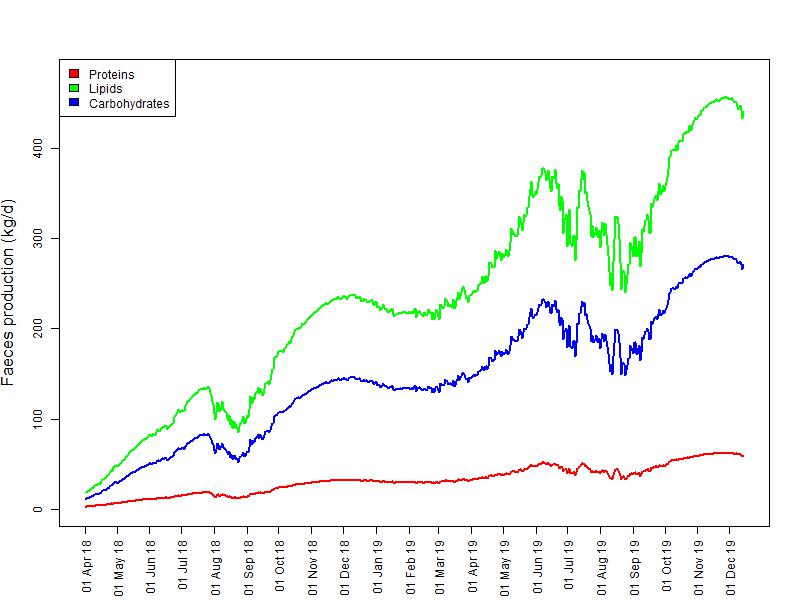 Proteins
Lipids
Carbohydrates
Faeces production (kg/d)
400
300
200
100
0
01 Apr 18
01 May 18
01 Jun 18
01 Jul 18
01 Aug 18
01 Sep 18
01 Oct 18
01 Nov 18
01 Dec 18
01 Jan 19
01 Feb 19
01 Mar 19
01 Apr 19
01 May 19
01 Jun 19
01 Jul 19
01 Aug 19
01 Sep 19
01 Oct 19
01 Nov 19
01 Dec 19